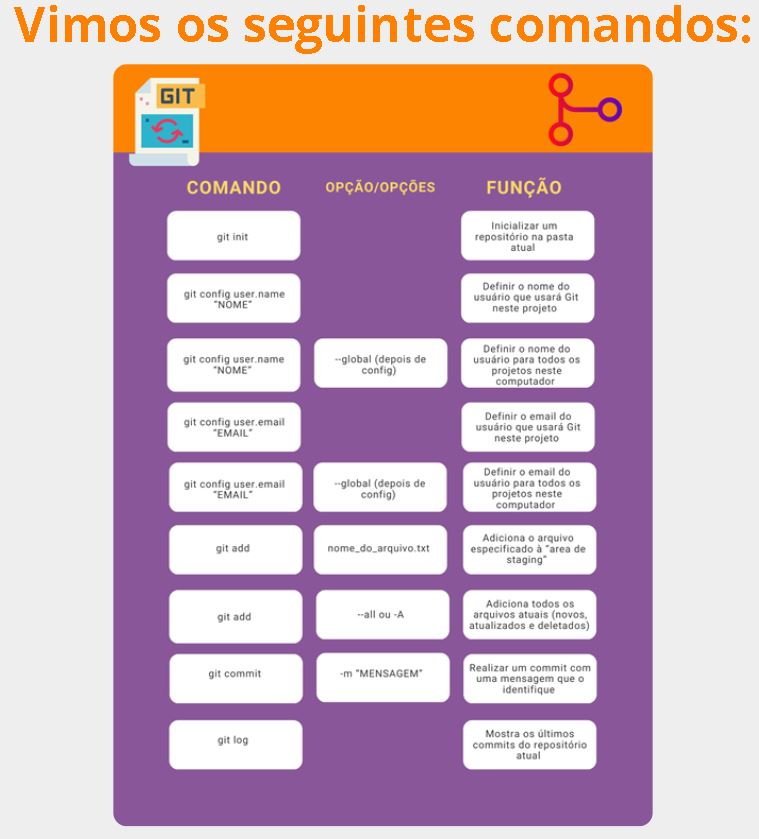 Vimos os seguintes comandos:
GIT
COMANDO OPÇÃO/OPÇÕES FUNÇÃO
git init
Inicializar um
repositório na pasta
atual
git config user.name
“NOME”
Definir o nome do
usuário que usará Git
neste projeto
git config user.name
“NOME”
--global (depois de
config)
Definir o nome do
usuário para todos os
projetos neste
computador
git config user.email
“EMAIL”
Definir o email do
usuário que usará Git
neste projeto
git config user.email
“EMAIL”
--global (depois de
config)
Definir o email do
usuário para todos os
projetos neste
computador
git add
nome_do_arquivo.txt
Adiciona o arquivo
especificado à “area de
staging”
git add
--all ou -A
Adiciona todos os
arquivos atuais (novos,
atualizados e deletados)
git commit
-m “MENSAGEM”
Realizar um commit com
uma mensagem que o
identifique
git log
Mostra os últimos
commits do repositório
atual